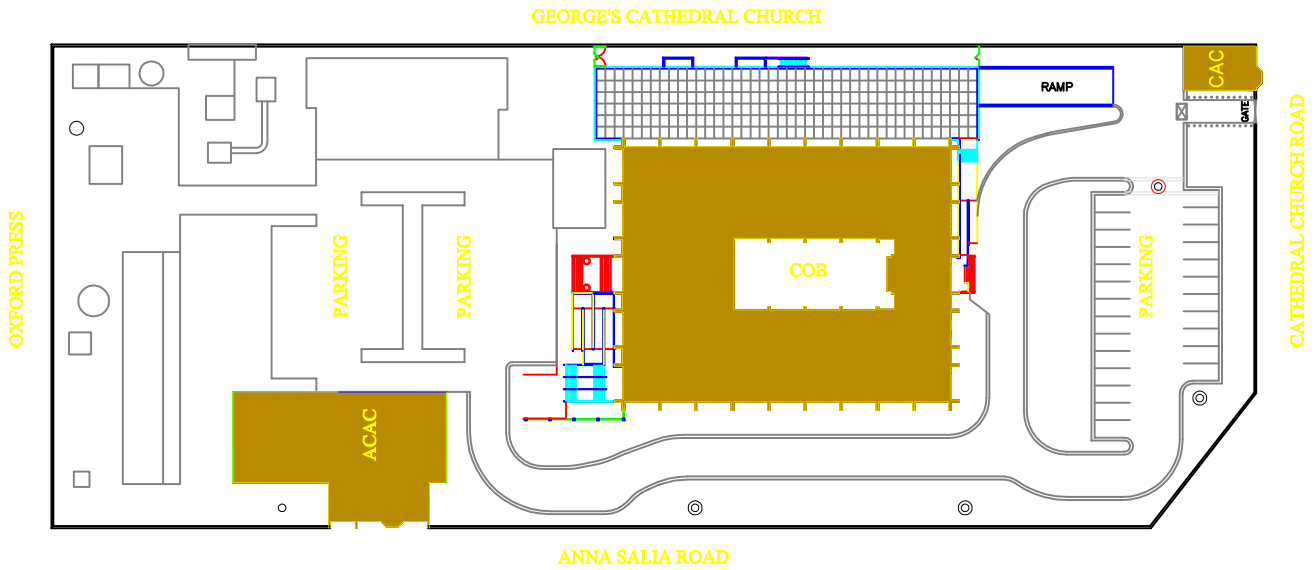 GEORGE'S CATHEDRAL CHURCH
CAC
RAMP
GATE
CATHEDRAL CHURCH ROAD
OXFORD PRESS
PARKING
PARKING
COB
PARKING
ACAC
ANNA SALIA ROAD